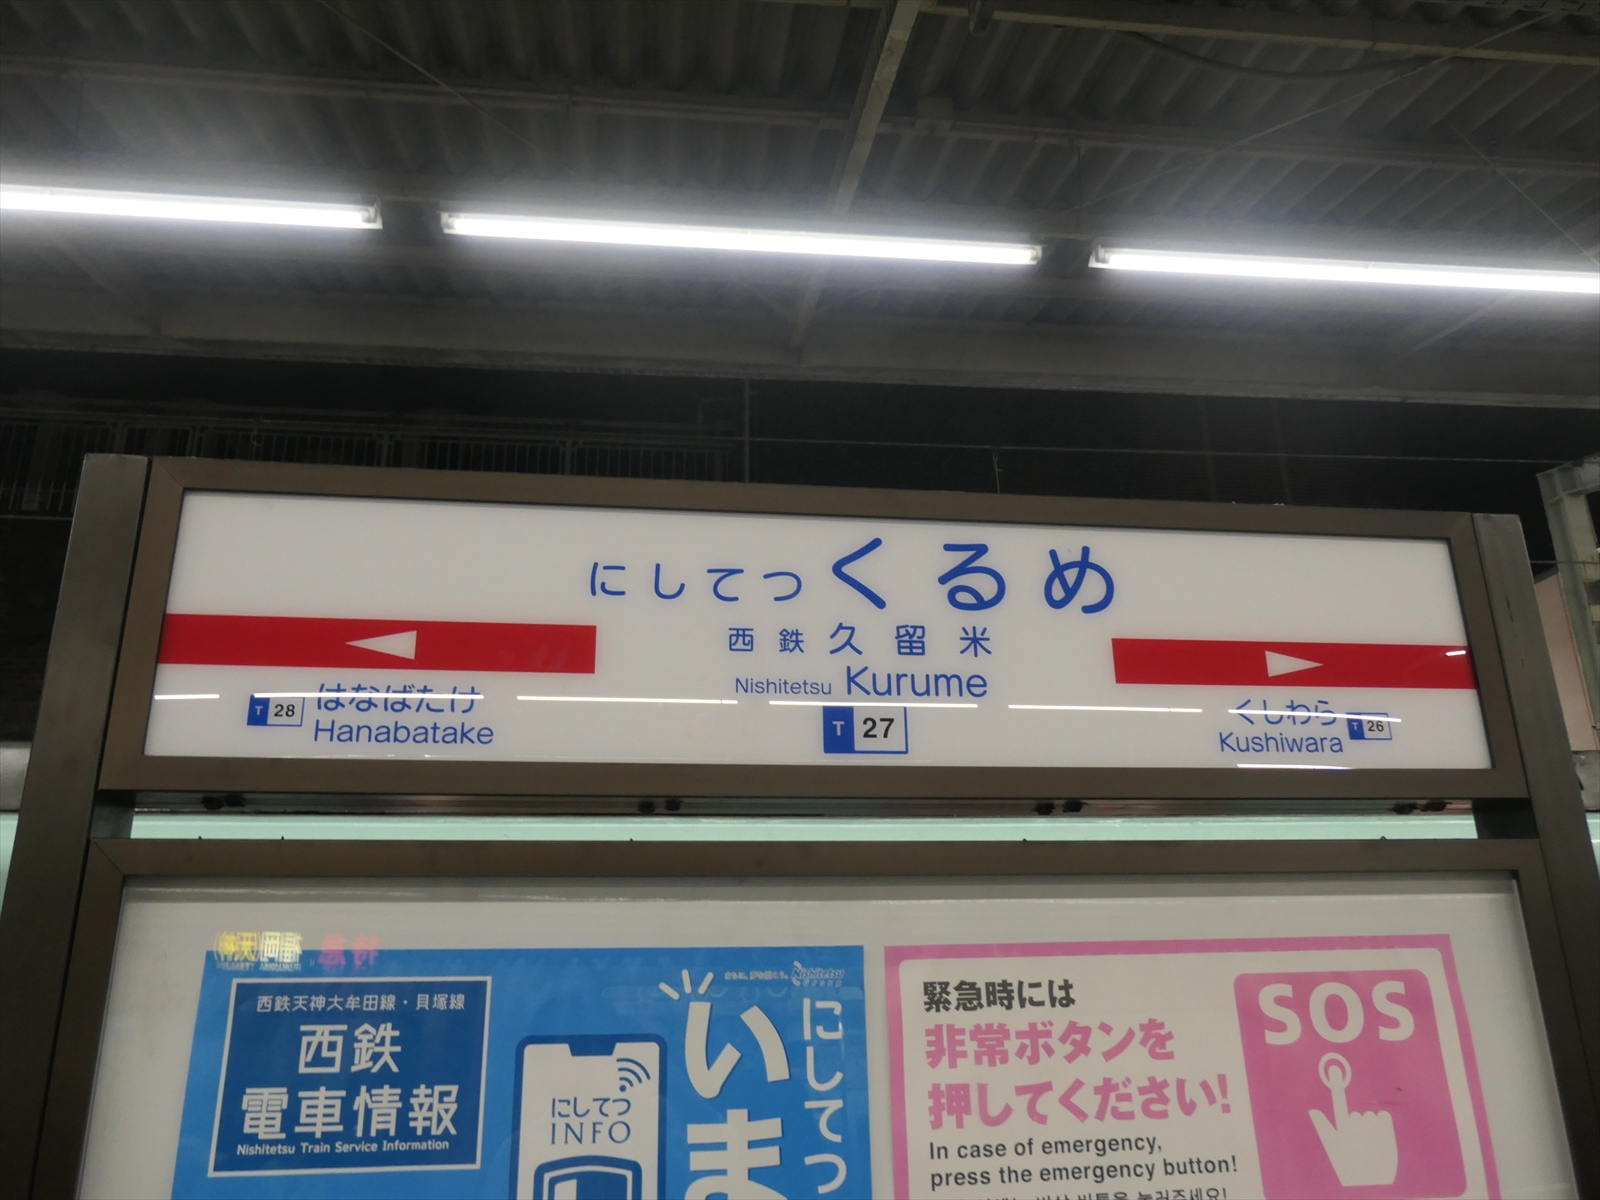 にしてつくるめ
西鉄久留米
Nishitetsu Kurume
T 27
T 28 はなばたけ
Hanabatake
くしわら T 26
Kushiwara
西鉄天神大牟田線・貝塚線
西鉄
電車情報
Nishitetsu Train Service Information
にしてつ
INFO
Nishitetsu
Group
にしてつ
いま
緊急時には
非常ボタンを
押してください!
In case of emergency,
press the emergency button!
SOS